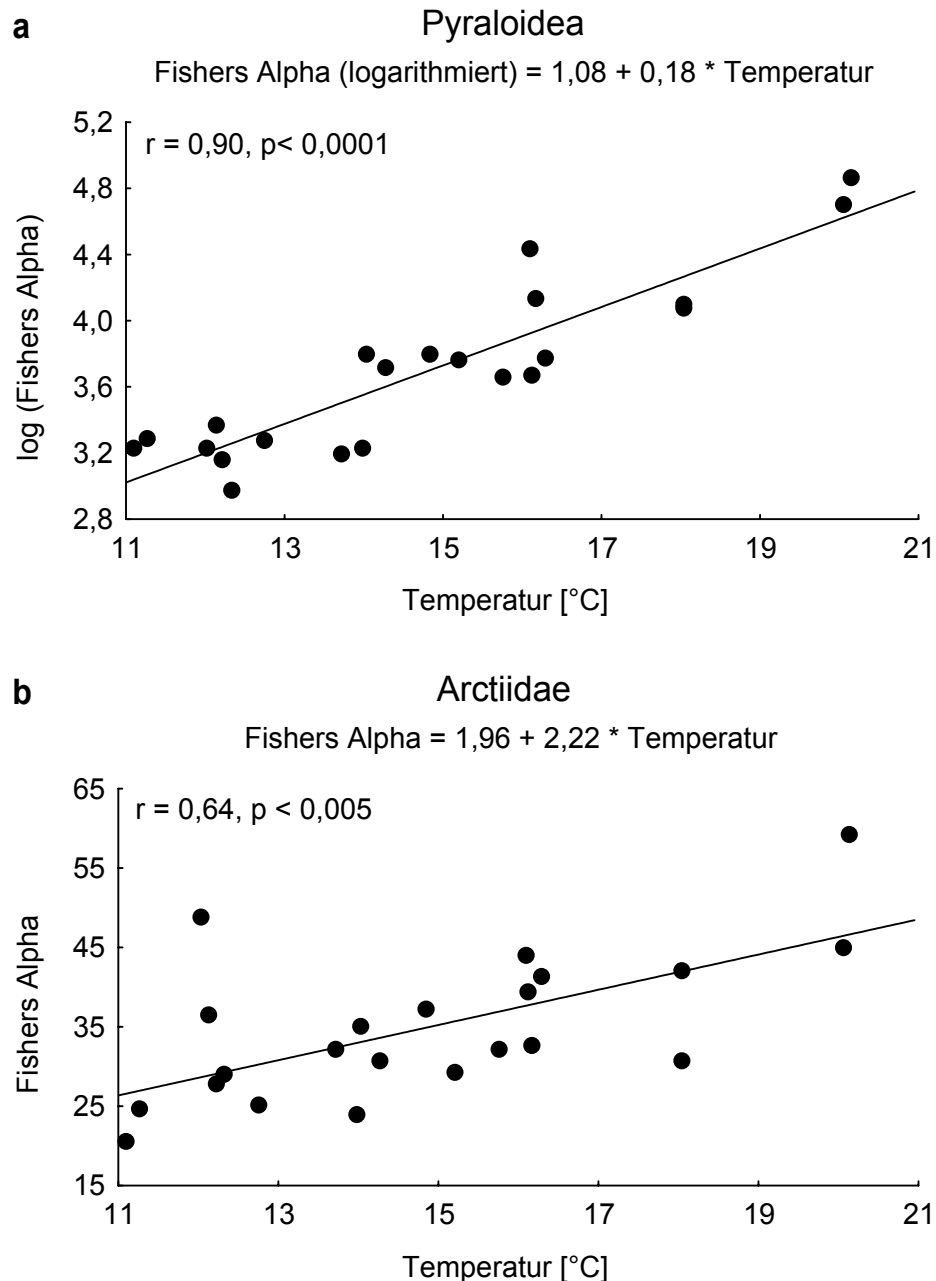 a
Pyraloidea
Fishers Alpha (logarithmiert) = 1,08 + 0,18 * Temperatur
r = 0,90, p< 0,0001
log (Fishers Alpha)
5,2
4,8
4,4
4,0
3,6
3,2
2,8
11 13 15 17 19 21
Temperatur [°C]
b
Arctiidae
Fishers Alpha = 1,96 + 2,22 * Temperatur
r = 0,64, p < 0,005
Fishers Alpha
65
55
45
35
25
15
11 13 15 17 19 21
Temperatur [°C]